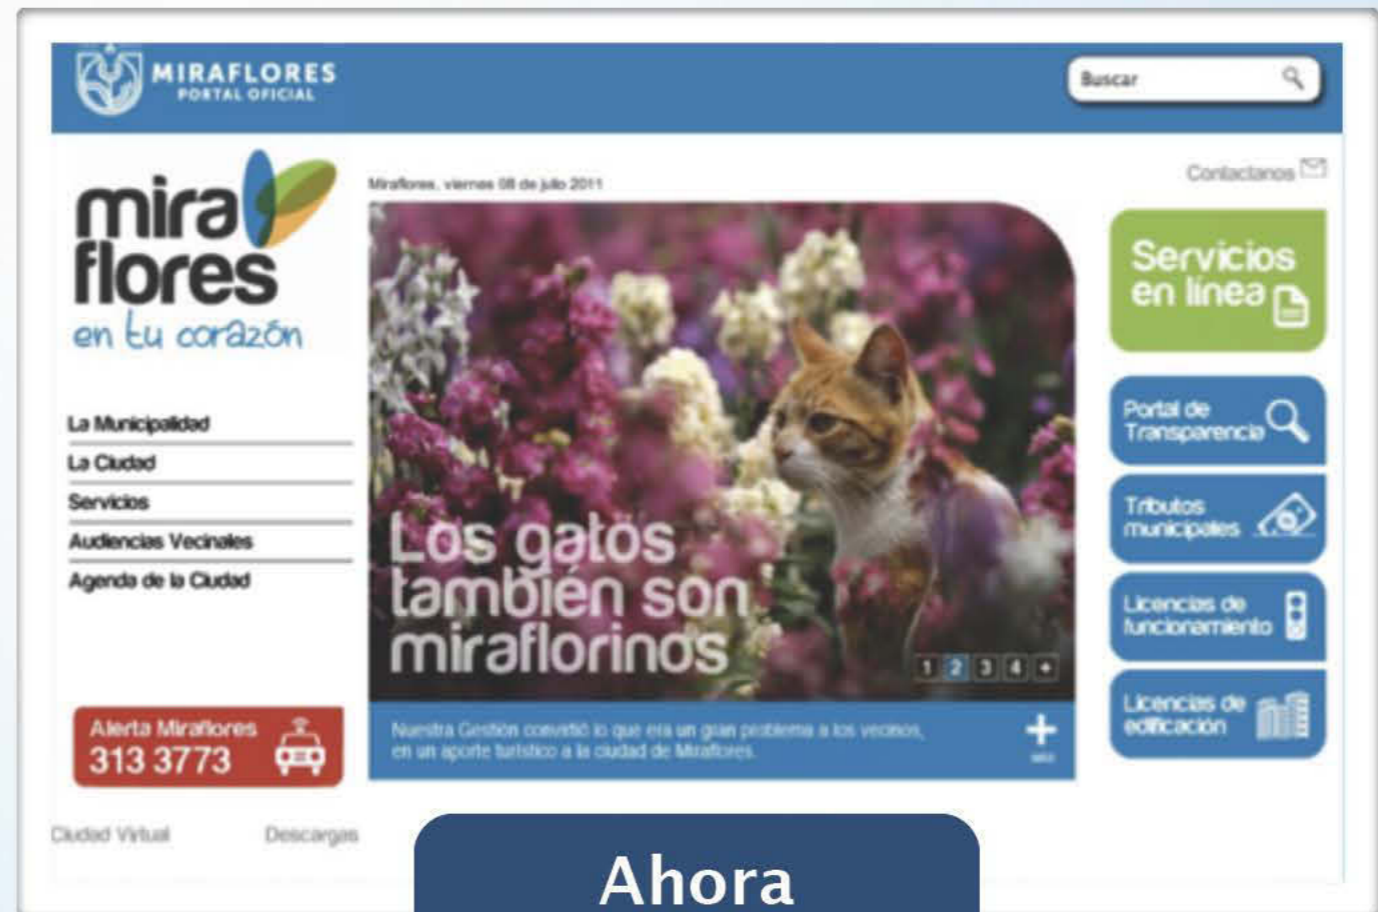 MIRAFLORES
PORTAL OFICIAL
Buscar
mira
flores
en tu corazón
Miraflores, viernes 08 de julio 2011
Contactanos
Servicios
en línea
La Municipalidad
La Ciudad
Servicios
Audiencias Vecinales
Agenda de la Ciudad
Portal de
Transparencia
Tributos
municipales
Licencias de
funcionamiento
Licencias de
edificación
Los gatos
también son
miraflorinos
1 2 3 4 +
Nuestra Gestión convirtió lo que era un gran problema a los vecinos,
en un aporte turístico a la ciudad de Miraflores.
+
Alerta Miraflores
313 3773
Ciudad Virtual
Descargas
Ahora